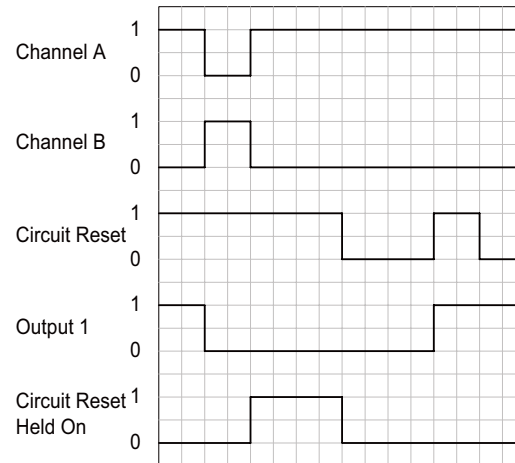 1
Channel A
0
1
Channel B
0
1
Circuit Reset
0
1
Output 1
0
Circuit Reset 1
Held On
0